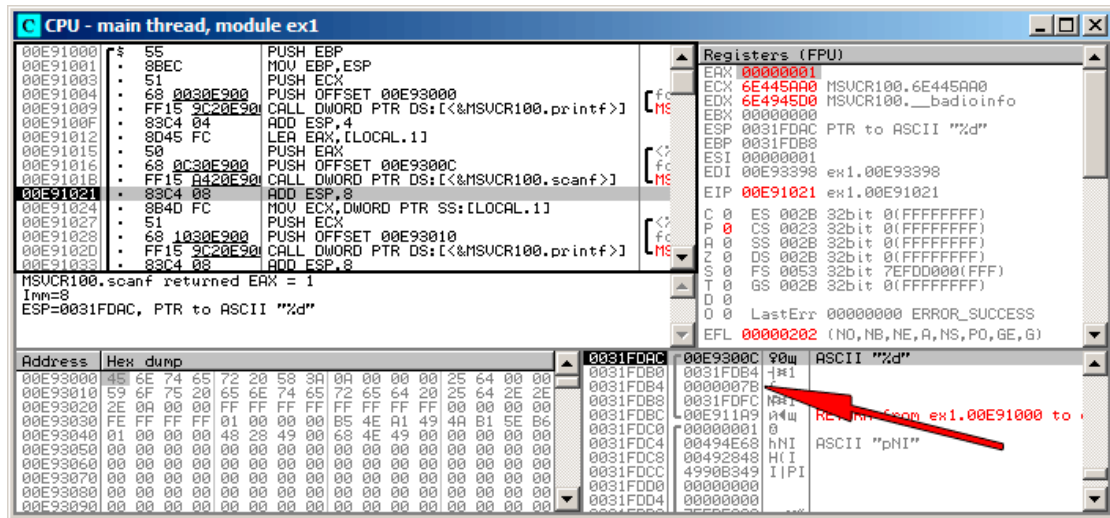 CPU - main thread, module ex1
00E91000 $ 55 PUSH EBP
00E91001 . 8BEC MOV EBP,ESP
00E91003 . 51 PUSH ECX
00E91004 . 68 0030E900 PUSH OFFSET 00E93000
00E91009 . FF15 9C20E900 CALL DWORD PTR DS:[<&MSVCR100.printf>]
00E9100F . 83C4 04 ADD ESP,4
00E91012 . 8D45 FC LEA EAX,[LOCAL.1]
00E91015 . 50 PUSH EAX
00E91016 . 68 0C30E900 PUSH OFFSET 00E9300C
00E9101B . FF15 A420E900 CALL DWORD PTR DS:[<&MSVCR100.scanf>]
00E91021 . 83C4 08 ADD ESP,8
00E91024 . 8B4D FC MOV ECX,DWORD PTR SS:[LOCAL.1]
00E91027 . 51 PUSH ECX
00E91028 . 68 1030E900 PUSH OFFSET 00E93010
00E9102D . FF15 9C20E900 CALL DWORD PTR DS:[<&MSVCR100.printf>]
00E91033 . 83C4 08 ADD ESP,8
MSVCR100.scanf returned EAX = 1
Imm=8
ESP=0031FDAC, PTR to ASCII "%d"
Registers (FPU)
EAX 00000001
ECX 6E445AA0 MSVCR100.6E445AA0
EDX 6E4945D0 MSVCR100.__badioinfo
EBX 00000000
ESP 0031FDAC PTR to ASCII "%d"
EBP 0031FDB8
ESI 00000001
EDI 00E93398 ex1.00E93398
EIP 00E91021 ex1.00E91021
C 0 ES 002B 32bit 0(FFFFFFFF)
P 0 CS 0023 32bit 0(FFFFFFFF)
A 0 SS 002B 32bit 0(FFFFFFFF)
Z 0 DS 002B 32bit 0(FFFFFFFF)
S 0 FS 0053 32bit 7EFDD000(FFF)
T 0 GS 002B 32bit 0(FFFFFFFF)
D 0
O 0 LastErr 00000000 ERROR_SUCCESS
EFL 00000202 (NO,NB,NE,A,NS,PO,GE,G)
Address Hex dump
00E93000 45 6E 74 65 72 20 58 3A 0A 00 00 00 25 64 00 00
00E93010 59 6F 75 20 65 6E 74 65 72 65 64 20 25 64 2E 2E
00E93020 2E 0A 00 00 FF FF FF FF FF FF FF FF 00 00 00 00
00E93030 FE FF FF FF 01 00 00 00 B5 4E A1 49 4A B1 5E B6
00E93040 01 00 00 00 48 28 49 00 68 4E 49 00 00 00 00 00
00E93050 00 00 00 00 00 00 00 00 00 00 00 00 00 00 00 00
00E93060 00 00 00 00 00 00 00 00 00 00 00 00 00 00 00 00
00E93070 00 00 00 00 00 00 00 00 00 00 00 00 00 00 00 00
00E93080 00 00 00 00 00 00 00 00 00 00 00 00 00 00 00 00
00E93090 00 00 00 00 00 00 00 00 00 00 00 00 00 00 00 00
0031FDAC 00E9300C ASCII "%d"
0031FDB0 0031FDB4
0031FDB4 0000007B
0031FDB8 0031FDFC
0031FDBC 00E911A9 RETURN from ex1.00E91000 to
0031FDC0 00000001
0031FDC4 00494E68 hNI ASCII "pNI"
0031FDC8 00492848 H(I
0031FDCC 4990B349 I|PI
0031FDD0 00000000
0031FDD4 00000000